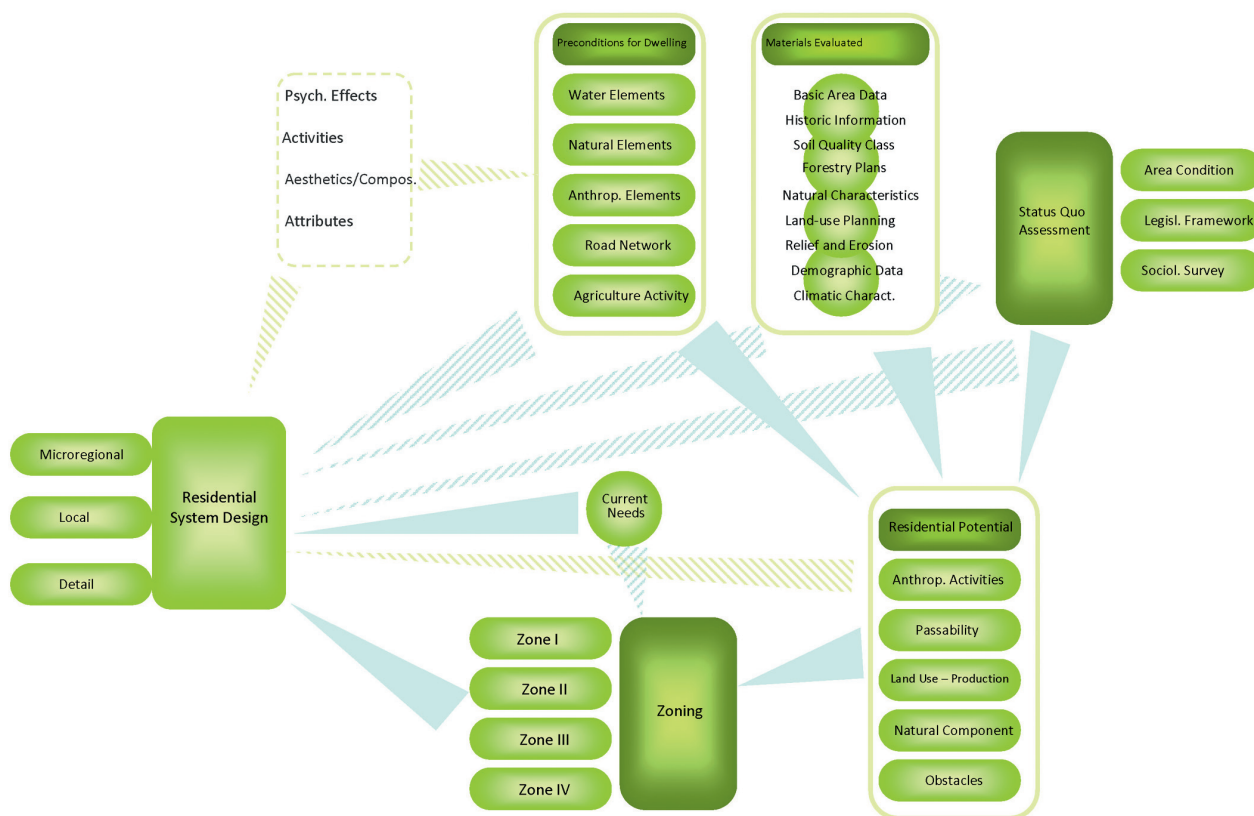 Psych. Effects
Activities
Aesthetics/Compos.
Attributes
Preconditions for Dwelling
Water Elements
Natural Elements
Anthrop. Elements
Road Network
Agriculture Activity
Materials Evaluated
Basic Area Data
Historic Information
Soil Quality Class
Forestry Plans
Natural Characteristics
Land-use Planning
Relief and Erosion
Demographic Data
Climatic Charact.
Status Quo
Assessment
Area Condition
Legisl. Framework
Sociol. Survey
Microregional
Local
Detail
Residential
System Design
Current
Needs
Zone I
Zone II
Zone III
Zone IV
Zoning
Residential Potential
Anthrop. Activities
Passability
Land Use – Production
Natural Component
Obstacles